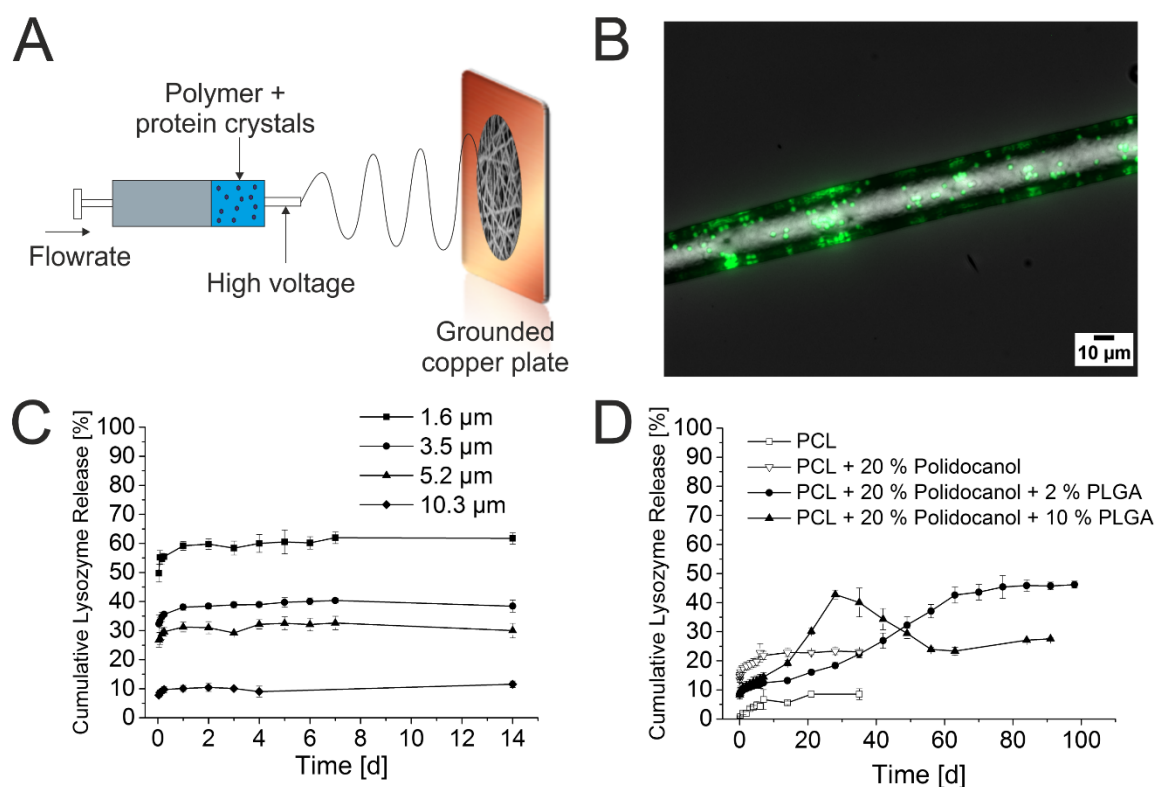 A
Polymer +
protein crystals
Flowrate
High voltage
Grounded
copper plate
B
10 µm
C
Cumulative Lysozyme Release [%]
100
90
80
70
60
50
40
30
20
10
0
1.6 µm
3.5 µm
5.2 µm
10.3 µm
0 2 4 6 8 10 12 14
Time [d]
D
Cumulative Lysozyme Release [%]
100
90
80
70
60
50
40
30
20
10
0
PCL
PCL + 20 % Polidocanol
PCL + 20 % Polidocanol + 2 % PLGA
PCL + 20 % Polidocanol + 10 % PLGA
0 20 40 60 80 100
Time [d]